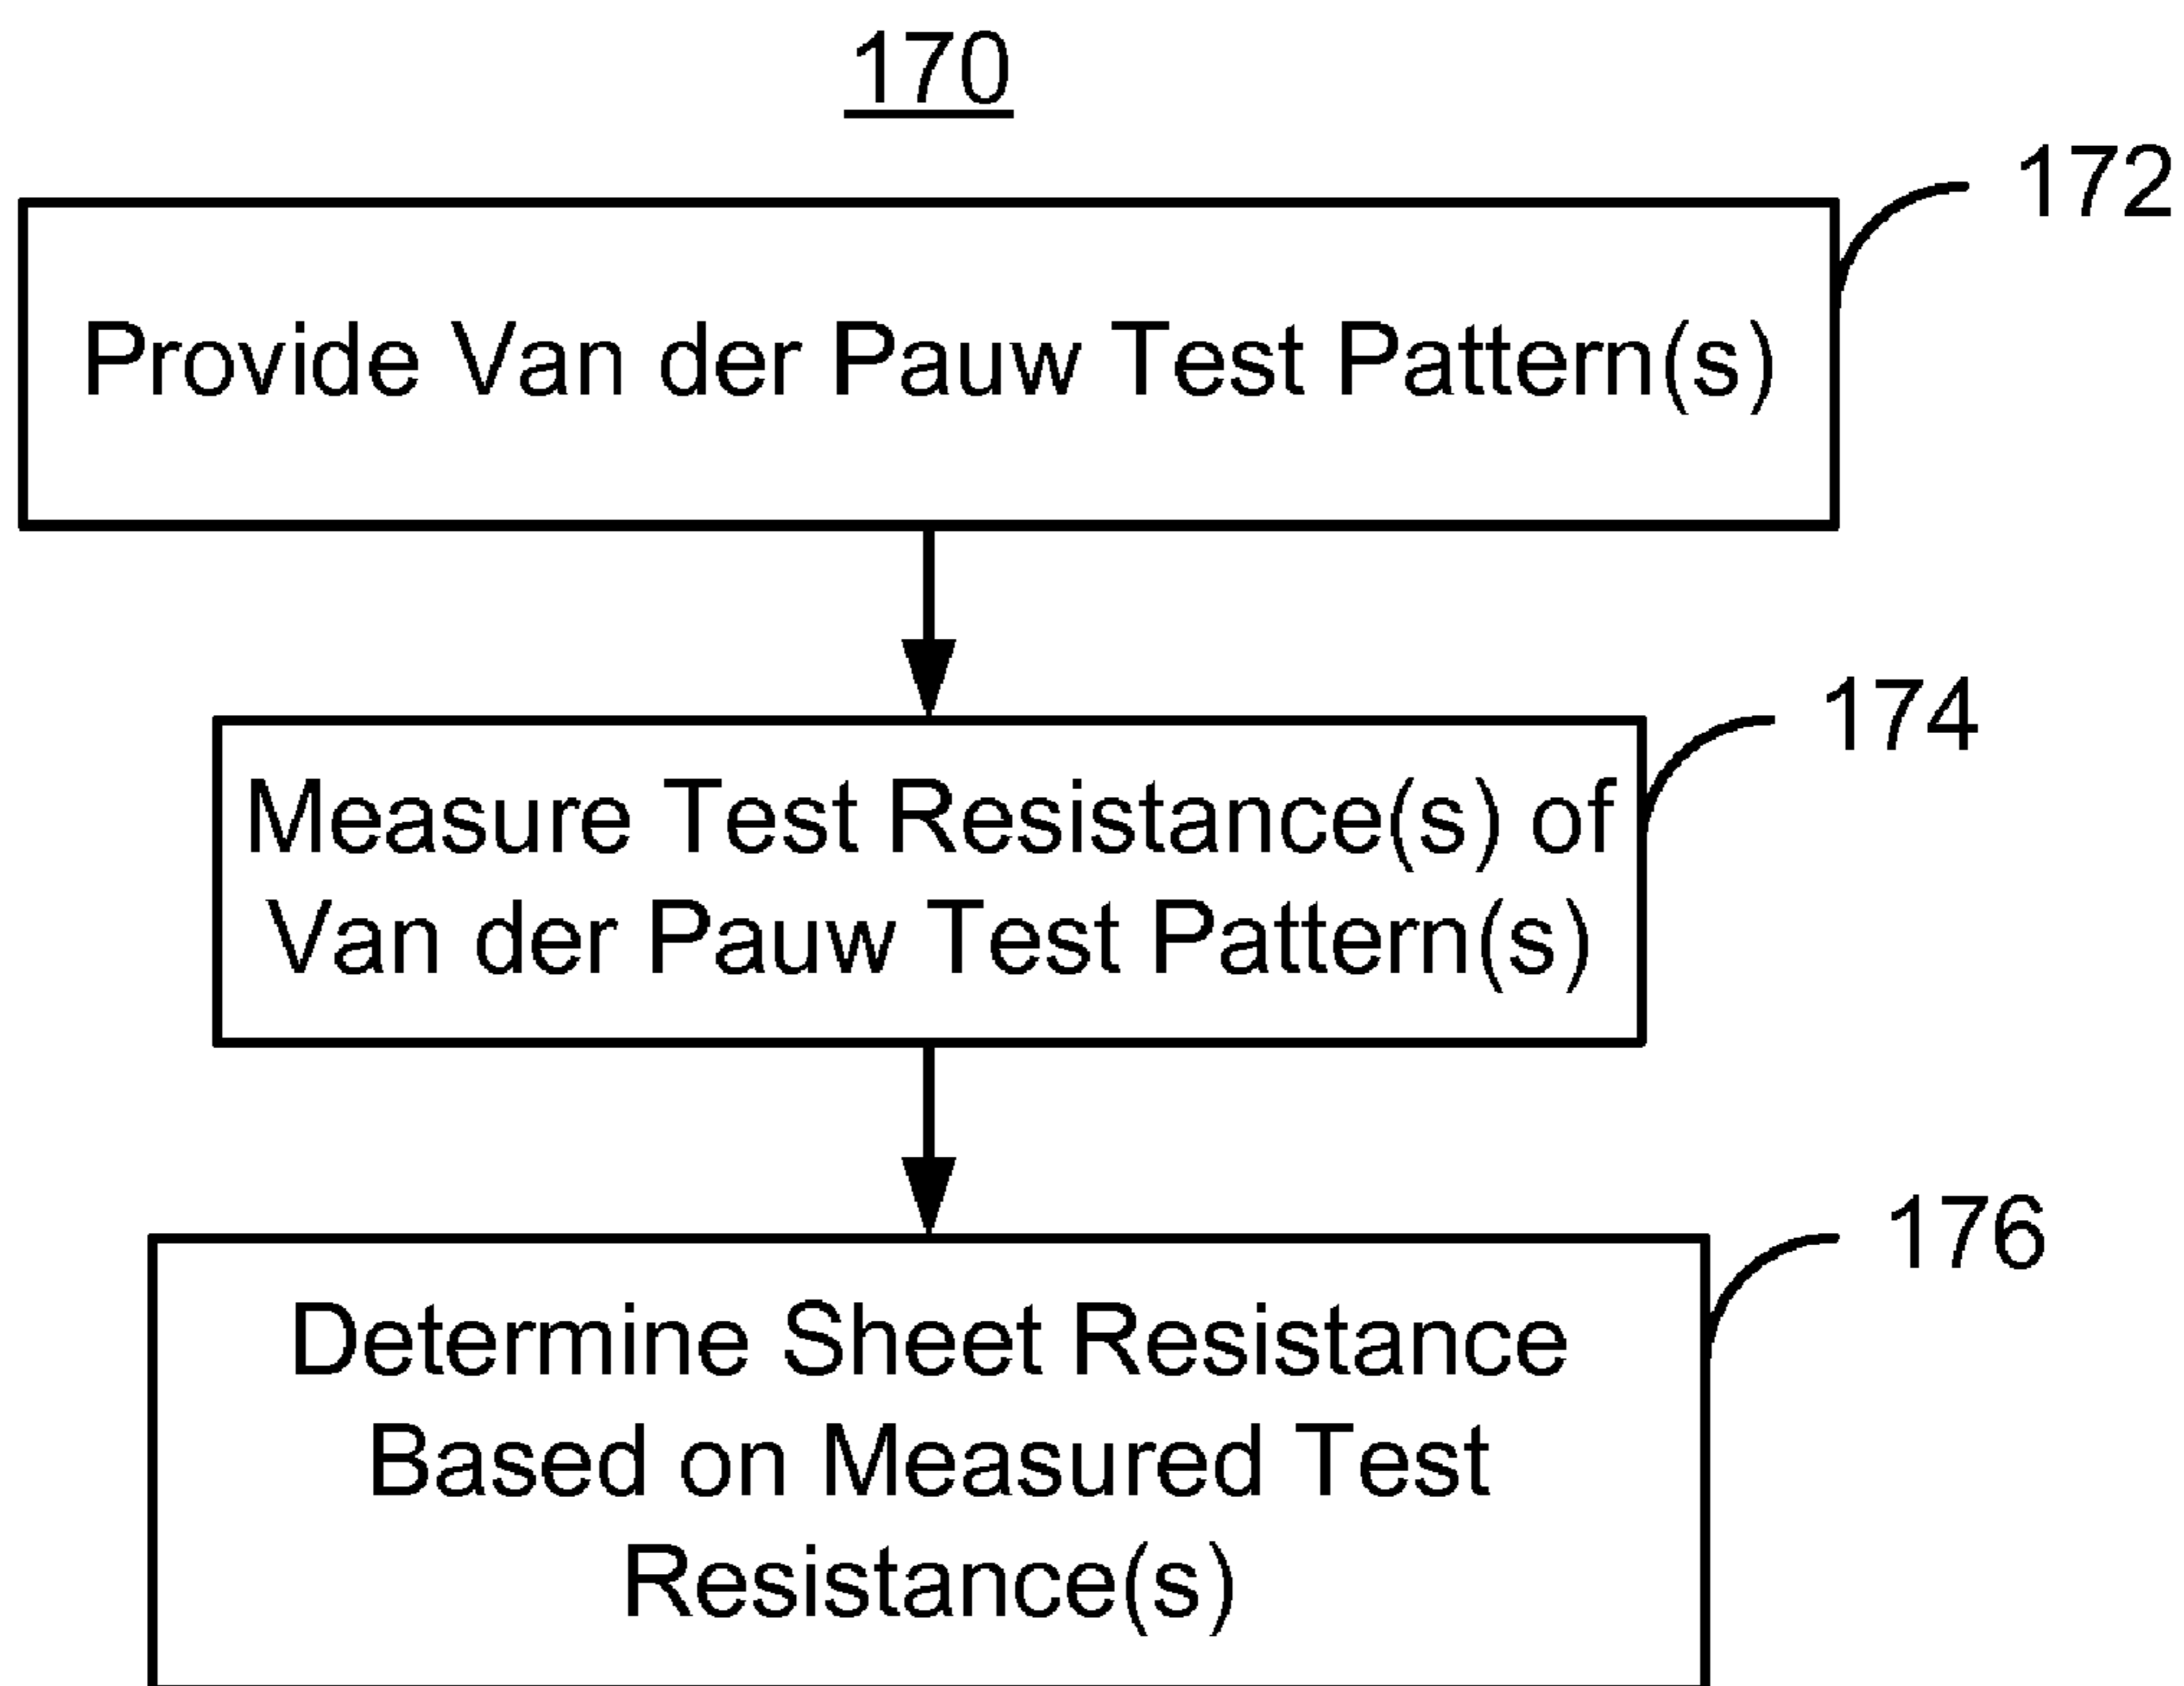 170
172
Provide Van der Pauw Test Pattern(s)
174
Measure Test Resistance(s) of
Van der Pauw Test Pattern(s)
176
Determine Sheet Resistance
Based on Measured Test
Resistance(s)